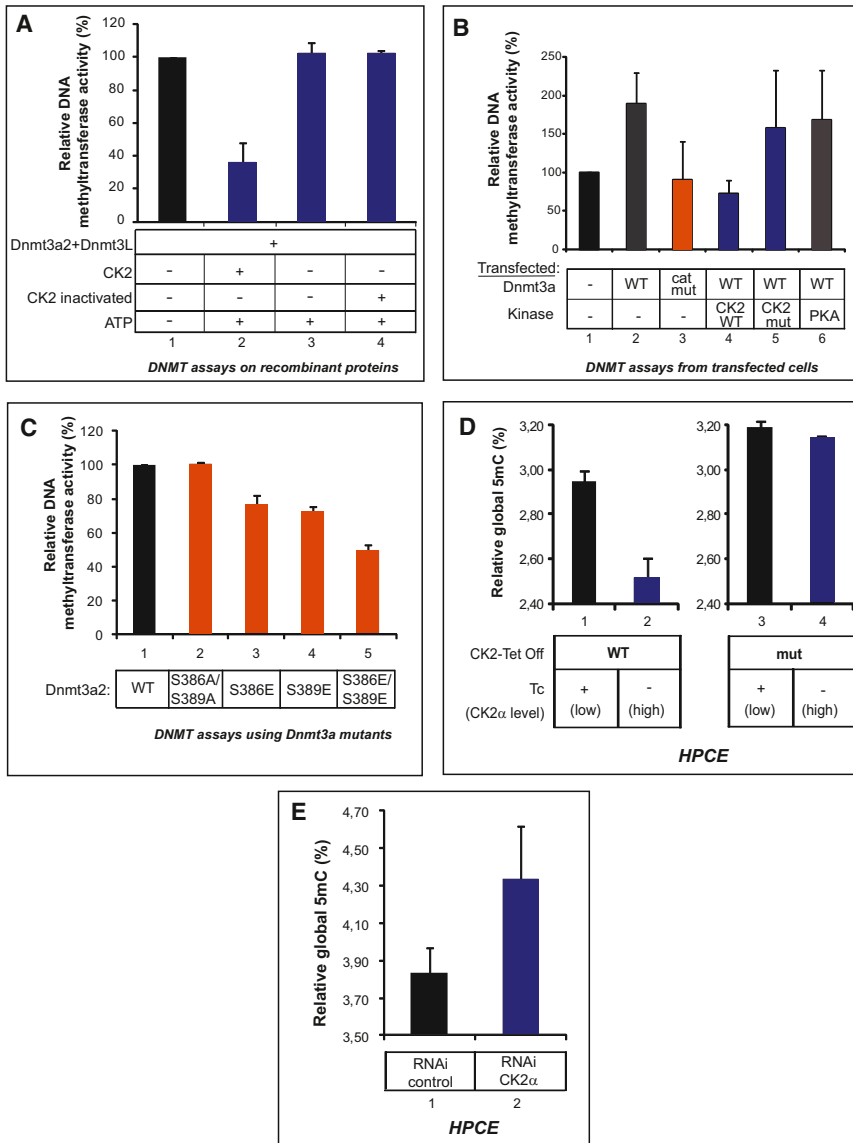 A
Relative DNA
methyltransferase activity (%)
120
100
80
60
40
20
0
Dnmt3a2+Dnmt3L
+
CK2
- + - -
CK2 inactivated
- - - +
ATP
- + + +
1 2 3 4
DNMT assays on recombinant proteins
B
Relative DNA
methyltransferase activity (%)
250
200
150
100
50
0
Transfected:
Dnmt3a
- WT cat mut WT WT WT
Kinase
- - - CK2 WT CK2 mut PKA
1 2 3 4 5 6
DNMT assays from transfected cells
C
Relative DNA
methyltransferase activity (%)
120
100
80
60
40
20
0
1 2 3 4 5
Dnmt3a2:
WT S386A/ S389A S386E S389E S386E/ S389E
DNMT assays using Dnmt3a mutants
D
Relative global 5mC (%)
3,20
3,00
2,80
2,60
2,40
1 2
3,20
3,00
2,80
2,60
2,40
3 4
CK2-Tet Off
WT
mut
Tc
+ - + -
(CK2α level)
(low) (high) (low) (high)
HPCE
E
Relative global 5mC (%)
4,70
4,50
4,30
4,10
3,90
3,70
3,50
RNAi
control
RNAi
CK2α
1 2
HPCE